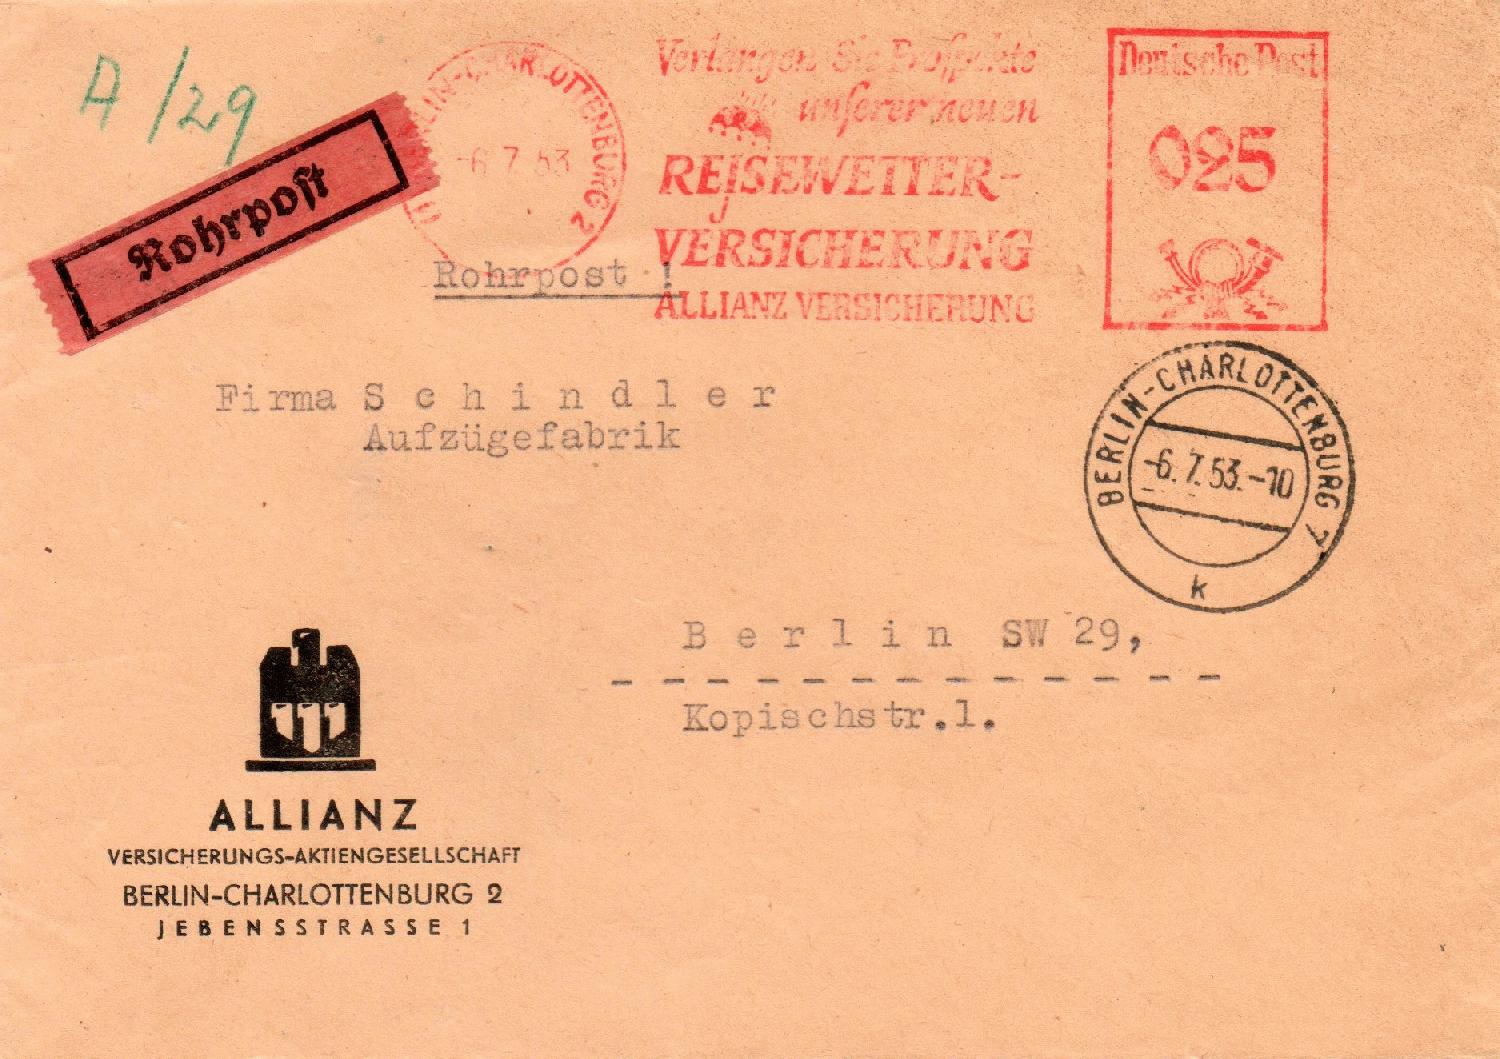 A/29
Rohrpost
BERLIN-CHARLOTTENBURG 2
-6.7.53
Verlangen Sie Prospekte
unserer neuen
REISEWETTER-
VERSICHERUNG
ALLIANZ VERSICHERUNG
Deutsche Post
025
Rohrpost !
Firma Schindler
Aufzügefabrik
BERLIN-CHARLOTTENBURG 7
-6.7.53.-10
k
Berlin SW 29,
Kopischstr.1.
ALLIANZ
VERSICHERUNGS-AKTIENGESELLSCHAFT
BERLIN-CHARLOTTENBURG 2
JEBENSSTRASSE 1